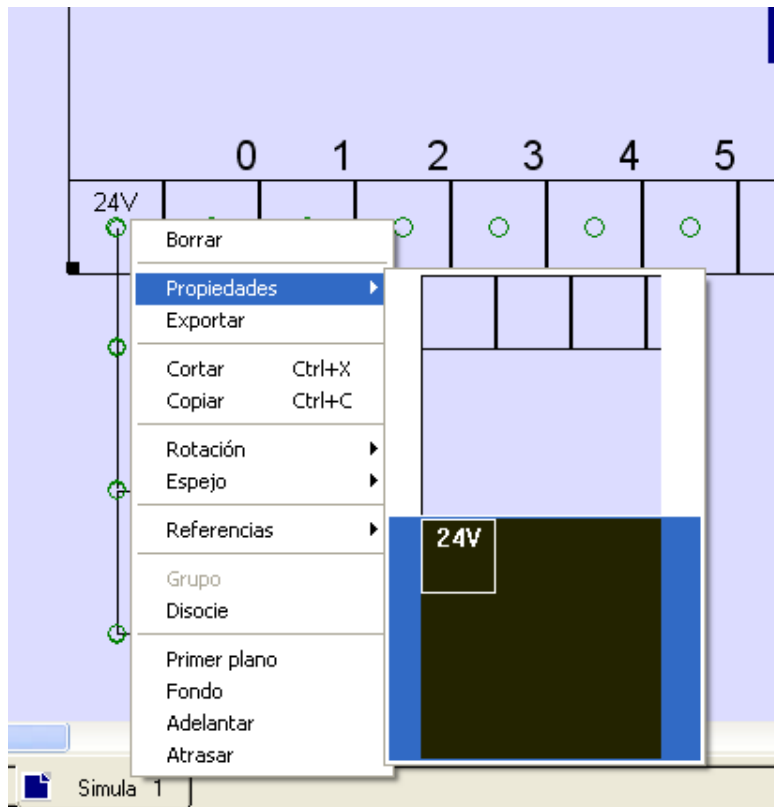 0 1 2 3 4 5
24V
Borrar
Propiedades
Exportar
Cortar Ctrl+X
Copiar Ctrl+C
Rotación
Espejo
Referencias
24V
Grupo
Disocie
Primer plano
Fondo
Adelantar
Atrasar
Simula 1